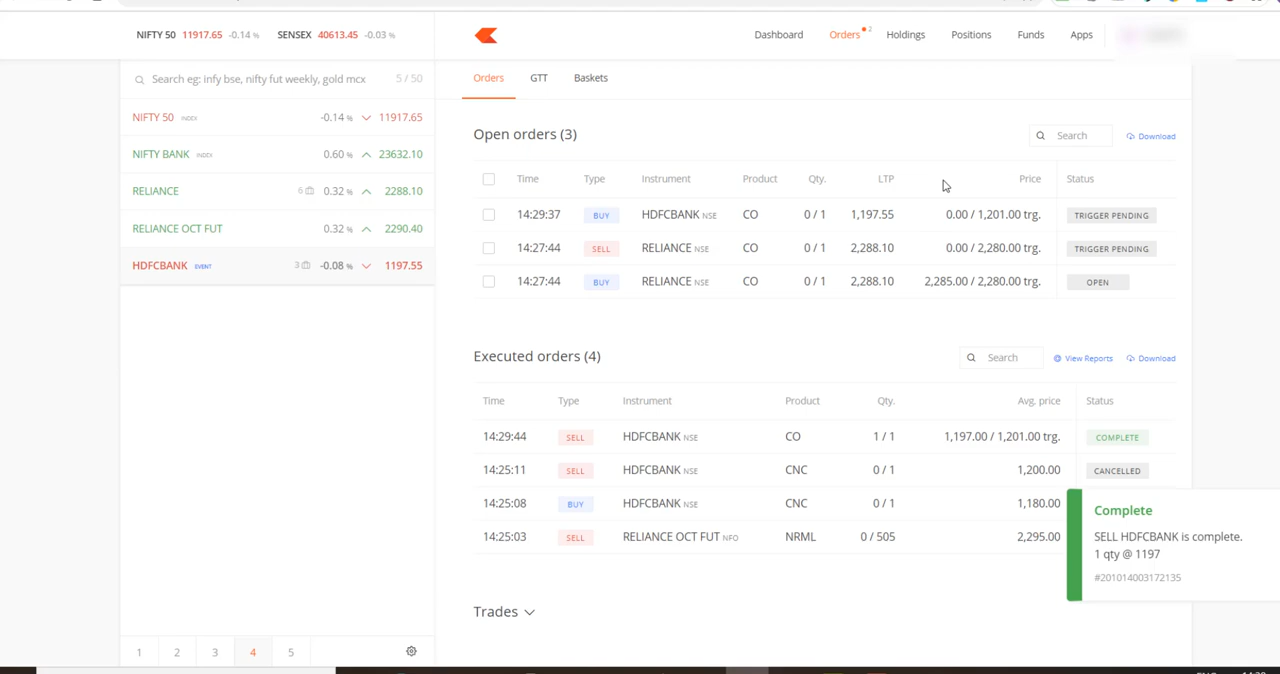 NIFTY 50 11917.65 -0.14 % SENSEX 40613.45 -0.03 %
Dashboard Orders 2 Holdings Positions Funds Apps
Search eg: infy bse, nifty fut weekly, gold mcx 5 / 50
NIFTY 50 INDEX -0.14 % 11917.65
NIFTY BANK INDEX 0.60 % 23632.10
RELIANCE 6 0.32 % 2288.10
RELIANCE OCT FUT 0.32 % 2290.40
HDFCBANK EVENT 3 -0.08 % 1197.55
1 2 3 4 5
Orders GTT Baskets
Open orders (3) Search Download
Time Type Instrument Product Qty. LTP Price Status
14:29:37 BUY HDFCBANK NSE CO 0 / 1 1,197.55 0.00 / 1,201.00 trg. TRIGGER PENDING
14:27:44 SELL RELIANCE NSE CO 0 / 1 2,288.10 0.00 / 2,280.00 trg. TRIGGER PENDING
14:27:44 BUY RELIANCE NSE CO 0 / 1 2,288.10 2,285.00 / 2,280.00 trg. OPEN
Executed orders (4) Search View Reports Download
Time Type Instrument Product Qty. Avg. price Status
14:29:44 SELL HDFCBANK NSE CO 1 / 1 1,197.00 / 1,201.00 trg. COMPLETE
14:25:11 SELL HDFCBANK NSE CNC 0 / 1 1,200.00 CANCELLED
14:25:08 BUY HDFCBANK NSE CNC 0 / 1 1,180.00
14:25:03 SELL RELIANCE OCT FUT NFO NRML 0 / 505 2,295.00
Complete
SELL HDFCBANK is complete.
1 qty @ 1197
#201014003172135
Trades